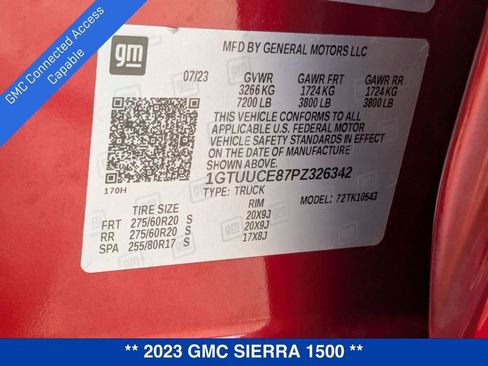 GMC Connected Access
Capable
gm
MFD BY GENERAL MOTORS LLC
07/23 GVWR GAWR FRT GAWR RR
3266 KG 1724 KG 1724 KG
7200 LB 3800 LB 3800 LB
THIS VEHICLE CONFORMS TO ALL
APPLICABLE U.S. FEDERAL MOTOR
VEHICLE SAFETY STANDARDS IN EFFECT
ON THE DATE OF MANUFACTURE
SHOWN ABOVE.
1GTUUCE87PZ326342
170H
TYPE: TRUCK MODEL: 72TK10543
TIRE SIZE RIM
FRT 275/60R20 S 20X9J
RR 275/60R20 S 20X9J
SPA 255/80R17 S 17X8J
** 2023 GMC SIERRA 1500 **